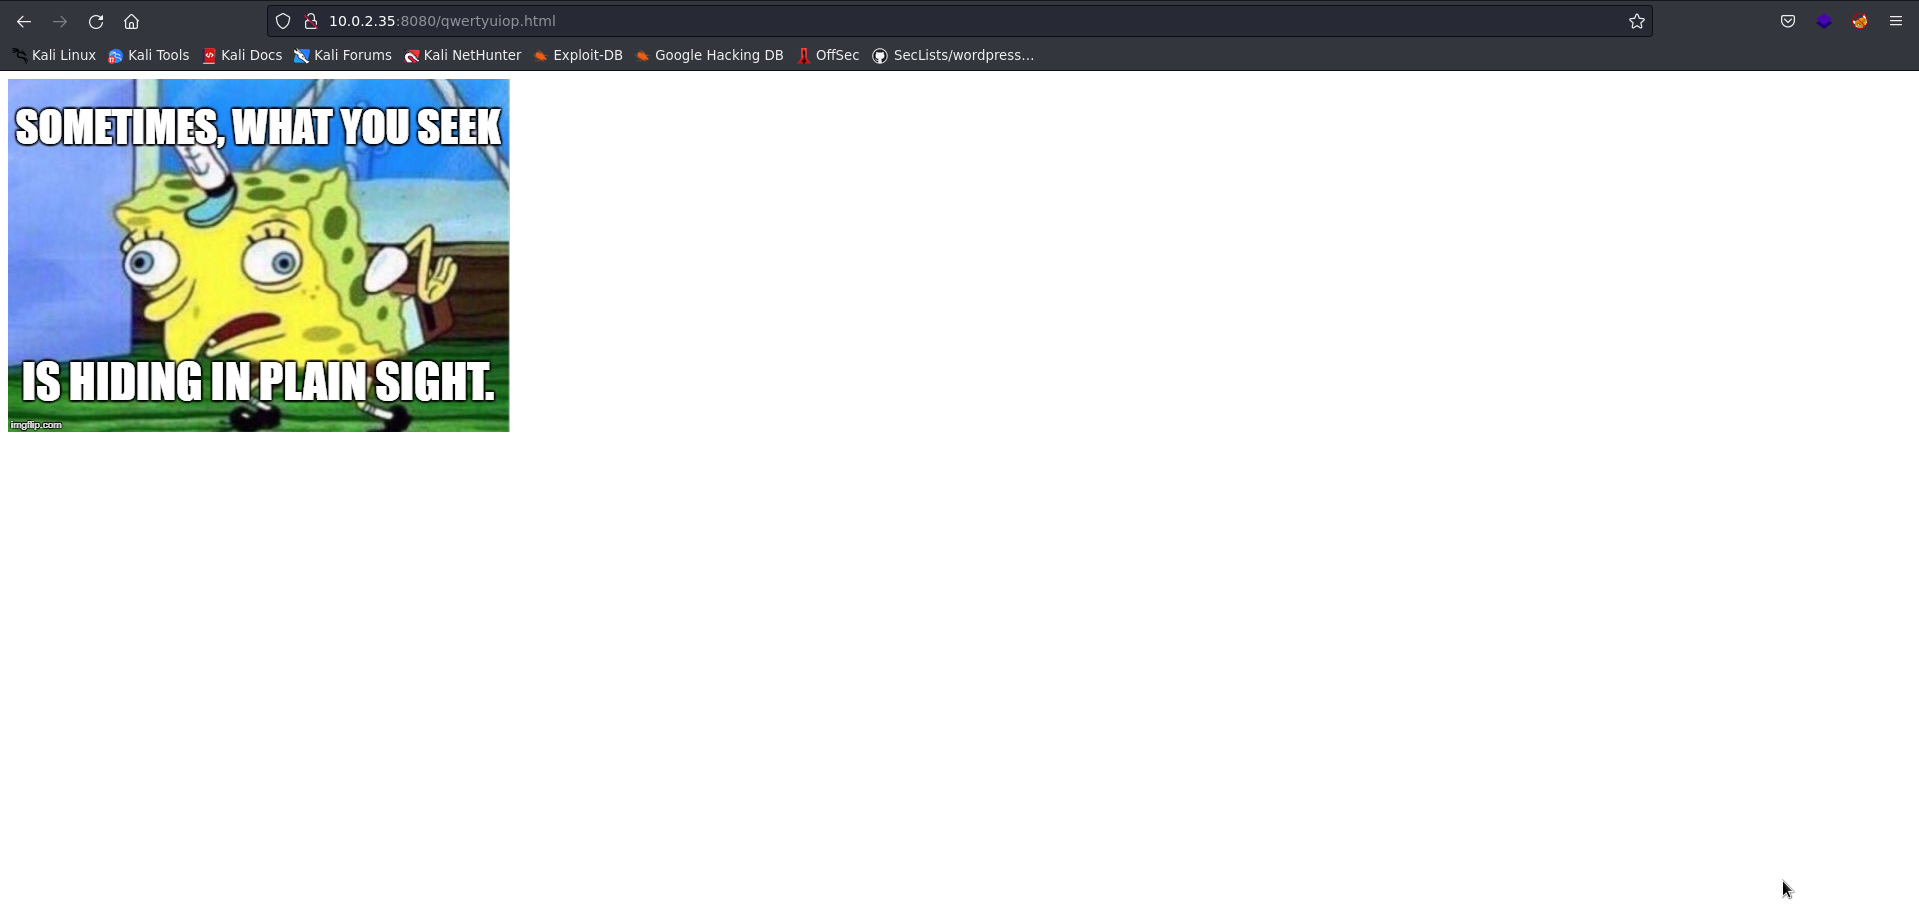 10.0.2.35:8080/qwertyuiop.html
Kali Linux Kali Tools Kali Docs Kali Forums Kali NetHunter Exploit-DB Google Hacking DB OffSec SecLists/wordpress...
SOMETIMES, WHAT YOU SEEK
IS HIDING IN PLAIN SIGHT.
imgflip.com